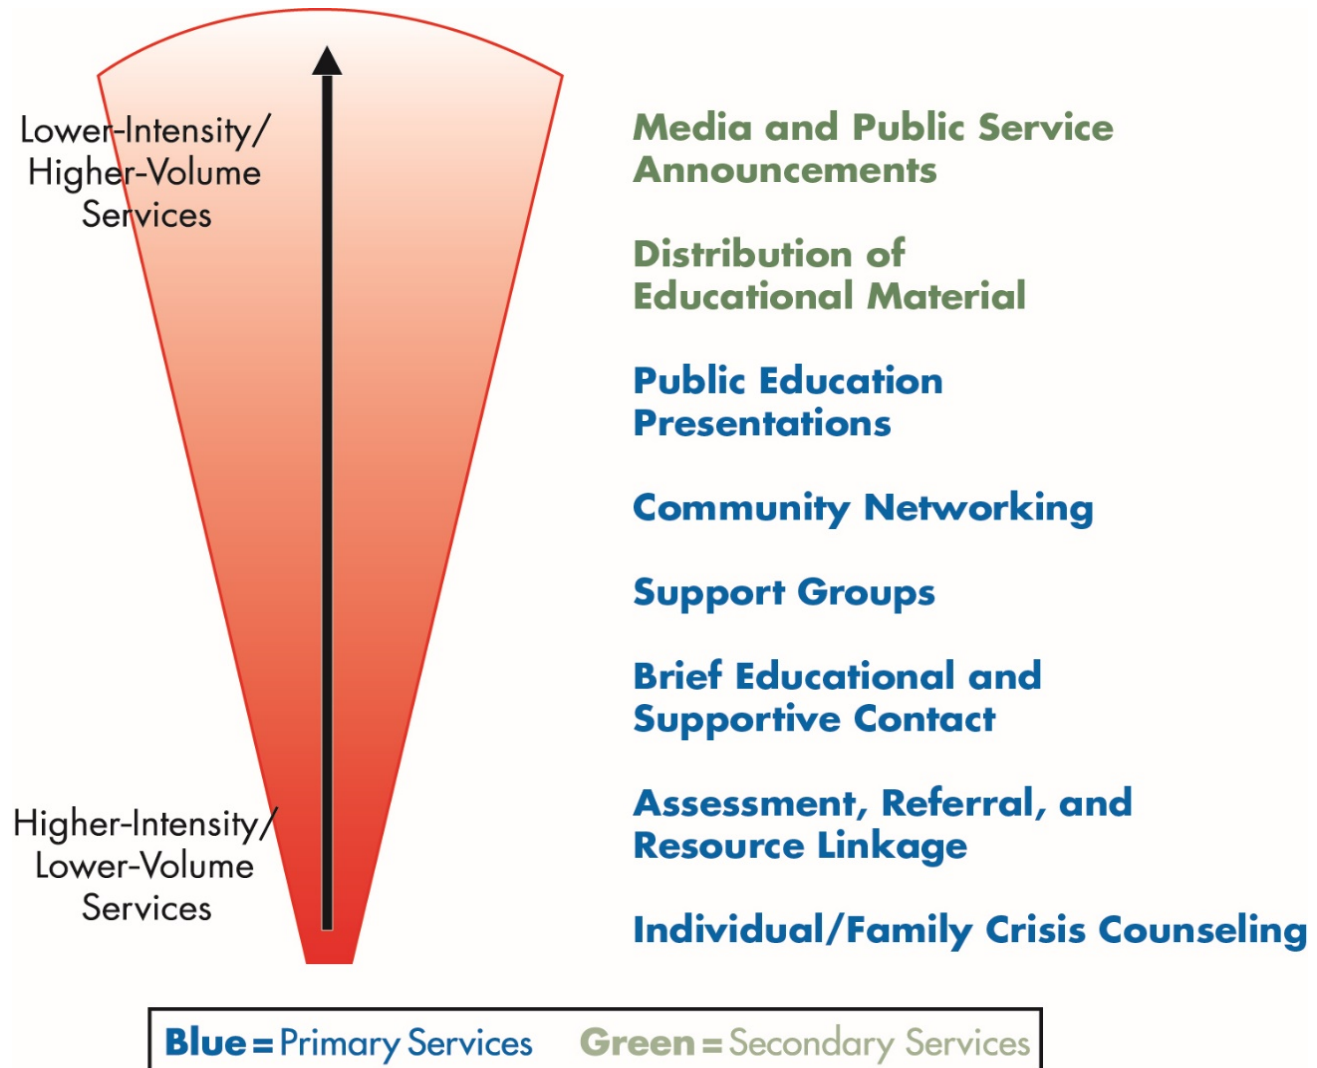 Lower-Intensity/
Higher-Volume
Services
Media and Public Service
Announcements
Distribution of
Educational Material
Public Education
Presentations
Community Networking
Support Groups
Brief Educational and
Supportive Contact
Higher-Intensity/
Lower-Volume
Services
Assessment, Referral, and
Resource Linkage
Individual/Family Crisis Counseling
Blue = Primary Services Green = Secondary Services